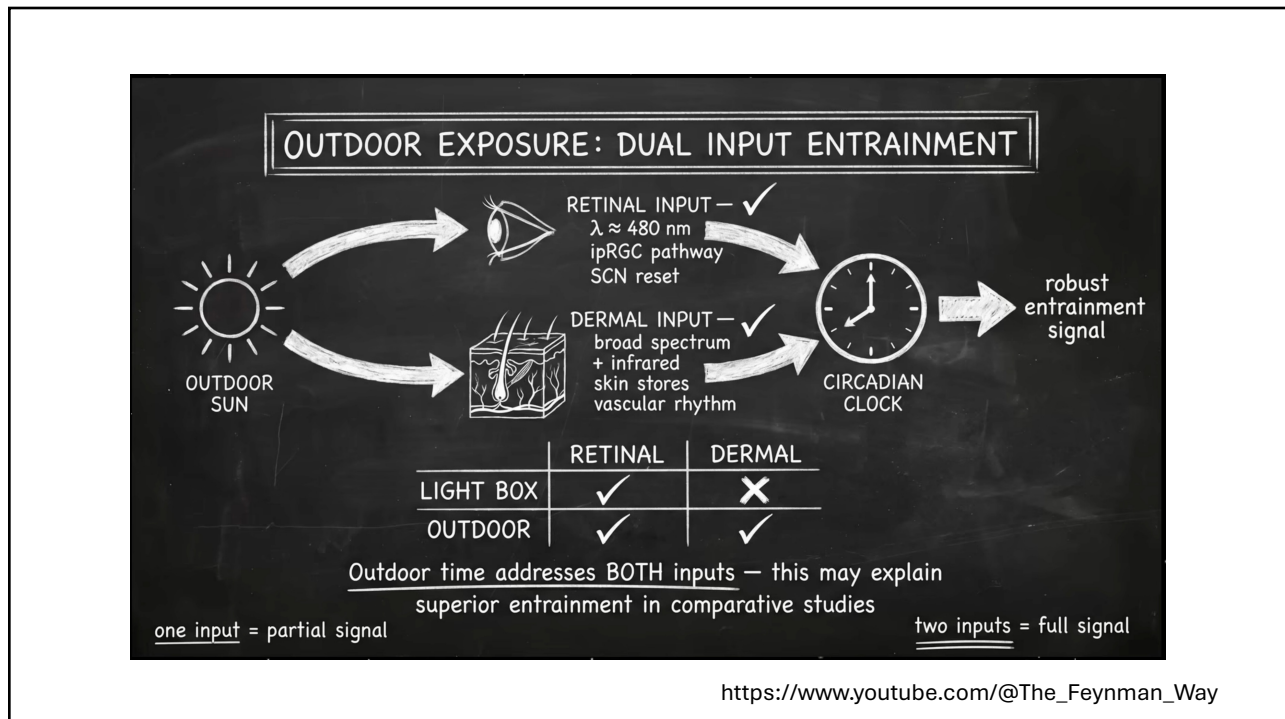 OUTDOOR EXPOSURE: DUAL INPUT ENTRAINMENT
RETINAL INPUT —
λ ≈ 480 nm
ipRGC pathway
SCN reset
DERMAL INPUT —
broad spectrum
+ infrared
skin stores
vascular rhythm
OUTDOOR
SUN
CIRCADIAN
CLOCK
robust
entrainment
signal
RETINAL DERMAL
LIGHT BOX ✓ ✗
OUTDOOR ✓ ✓
Outdoor time addresses BOTH inputs — this may explain
superior entrainment in comparative studies
one input = partial signal
two inputs = full signal
https://www.youtube.com/@The_Feynman_Way